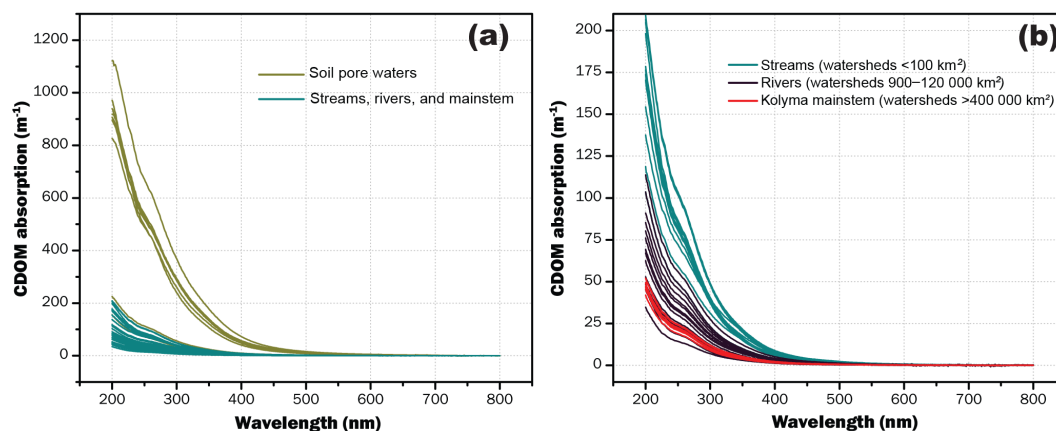 (a)
1200
1000
800
600
400
200
0
CDOM absorption (m⁻¹)
Soil pore waters
Streams, rivers, and mainstem
200 300 400 500 600 700 800
Wavelength (nm)
(b)
200
175
150
125
100
75
50
25
0
CDOM absorption (m⁻¹)
Streams (watersheds <100 km²)
Rivers (watersheds 900–120 000 km²)
Kolyma mainstem (watersheds >400 000 km²)
200 300 400 500 600 700 800
Wavelength (nm)